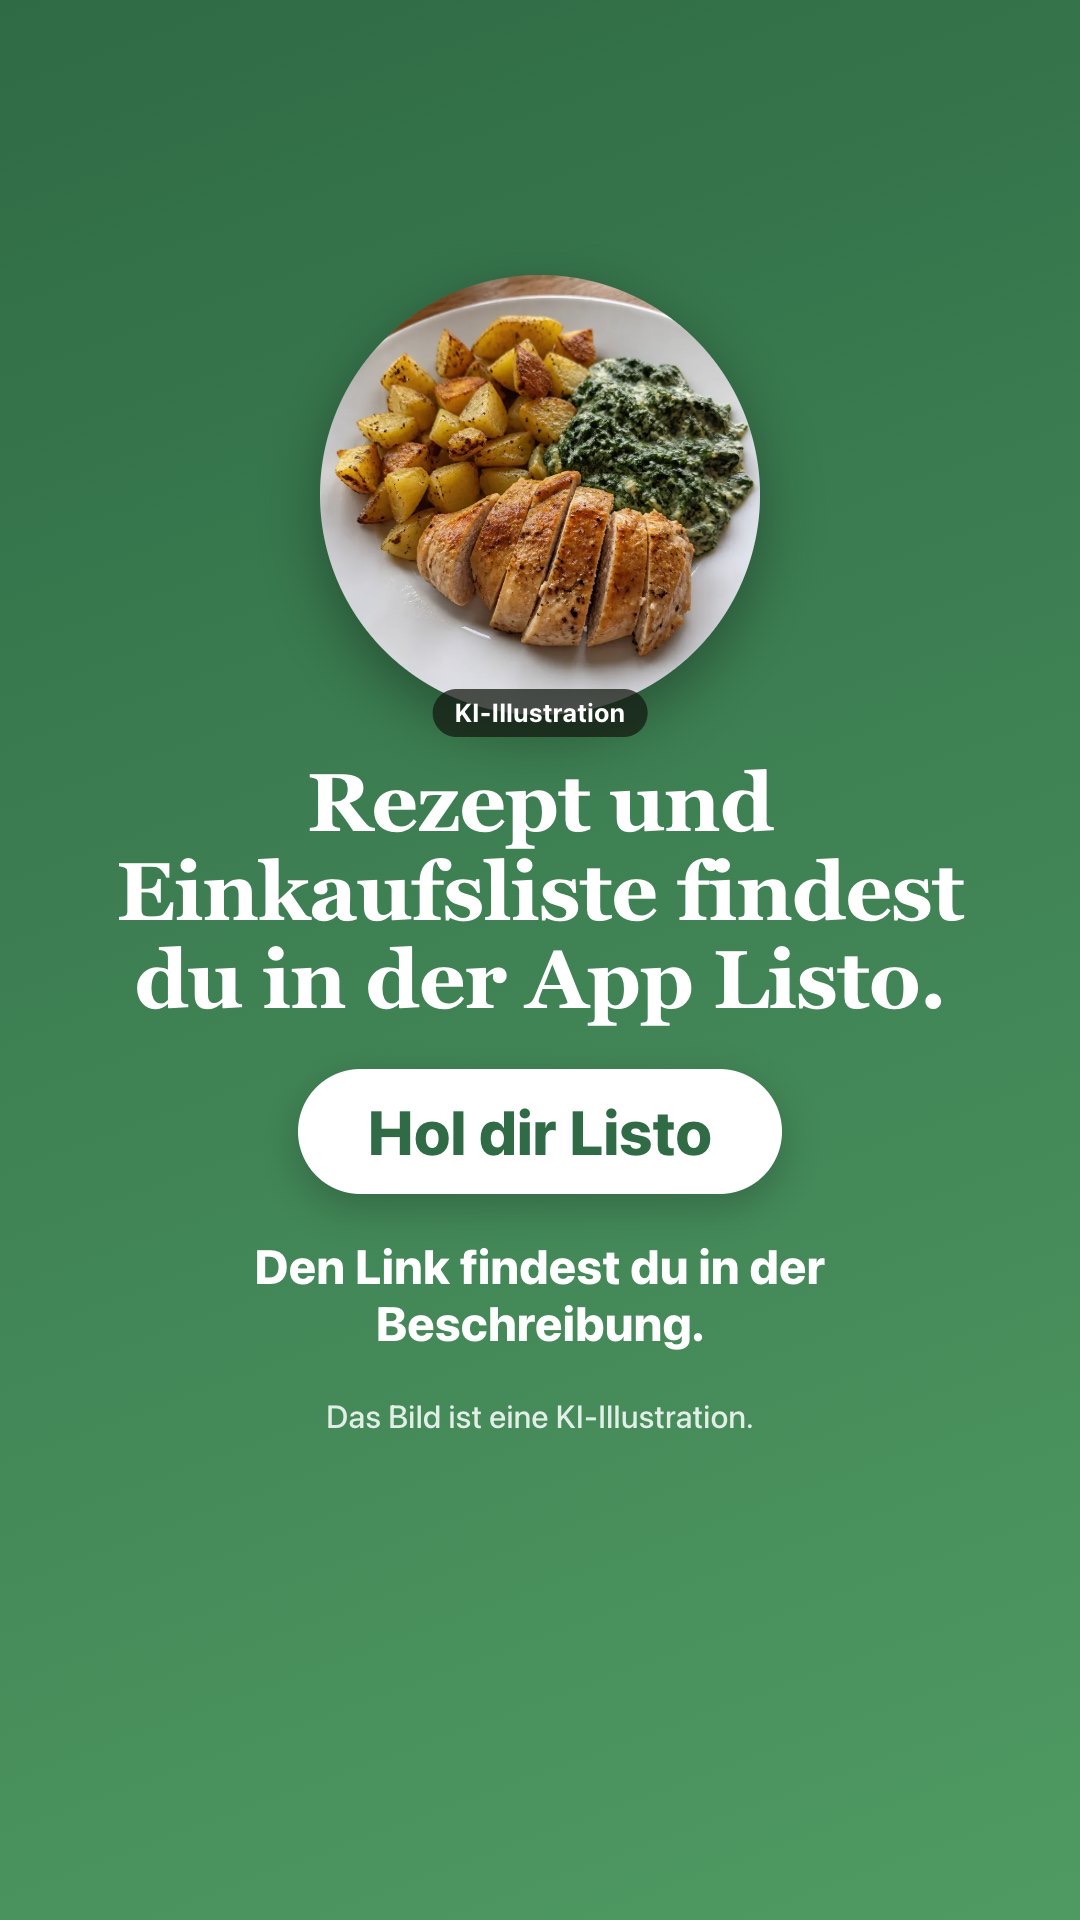 KI-Illustration
Rezept und
Einkaufsliste findest
du in der App Listo.
Hol dir Listo
Den Link findest du in der
Beschreibung.
Das Bild ist eine KI-Illustration.